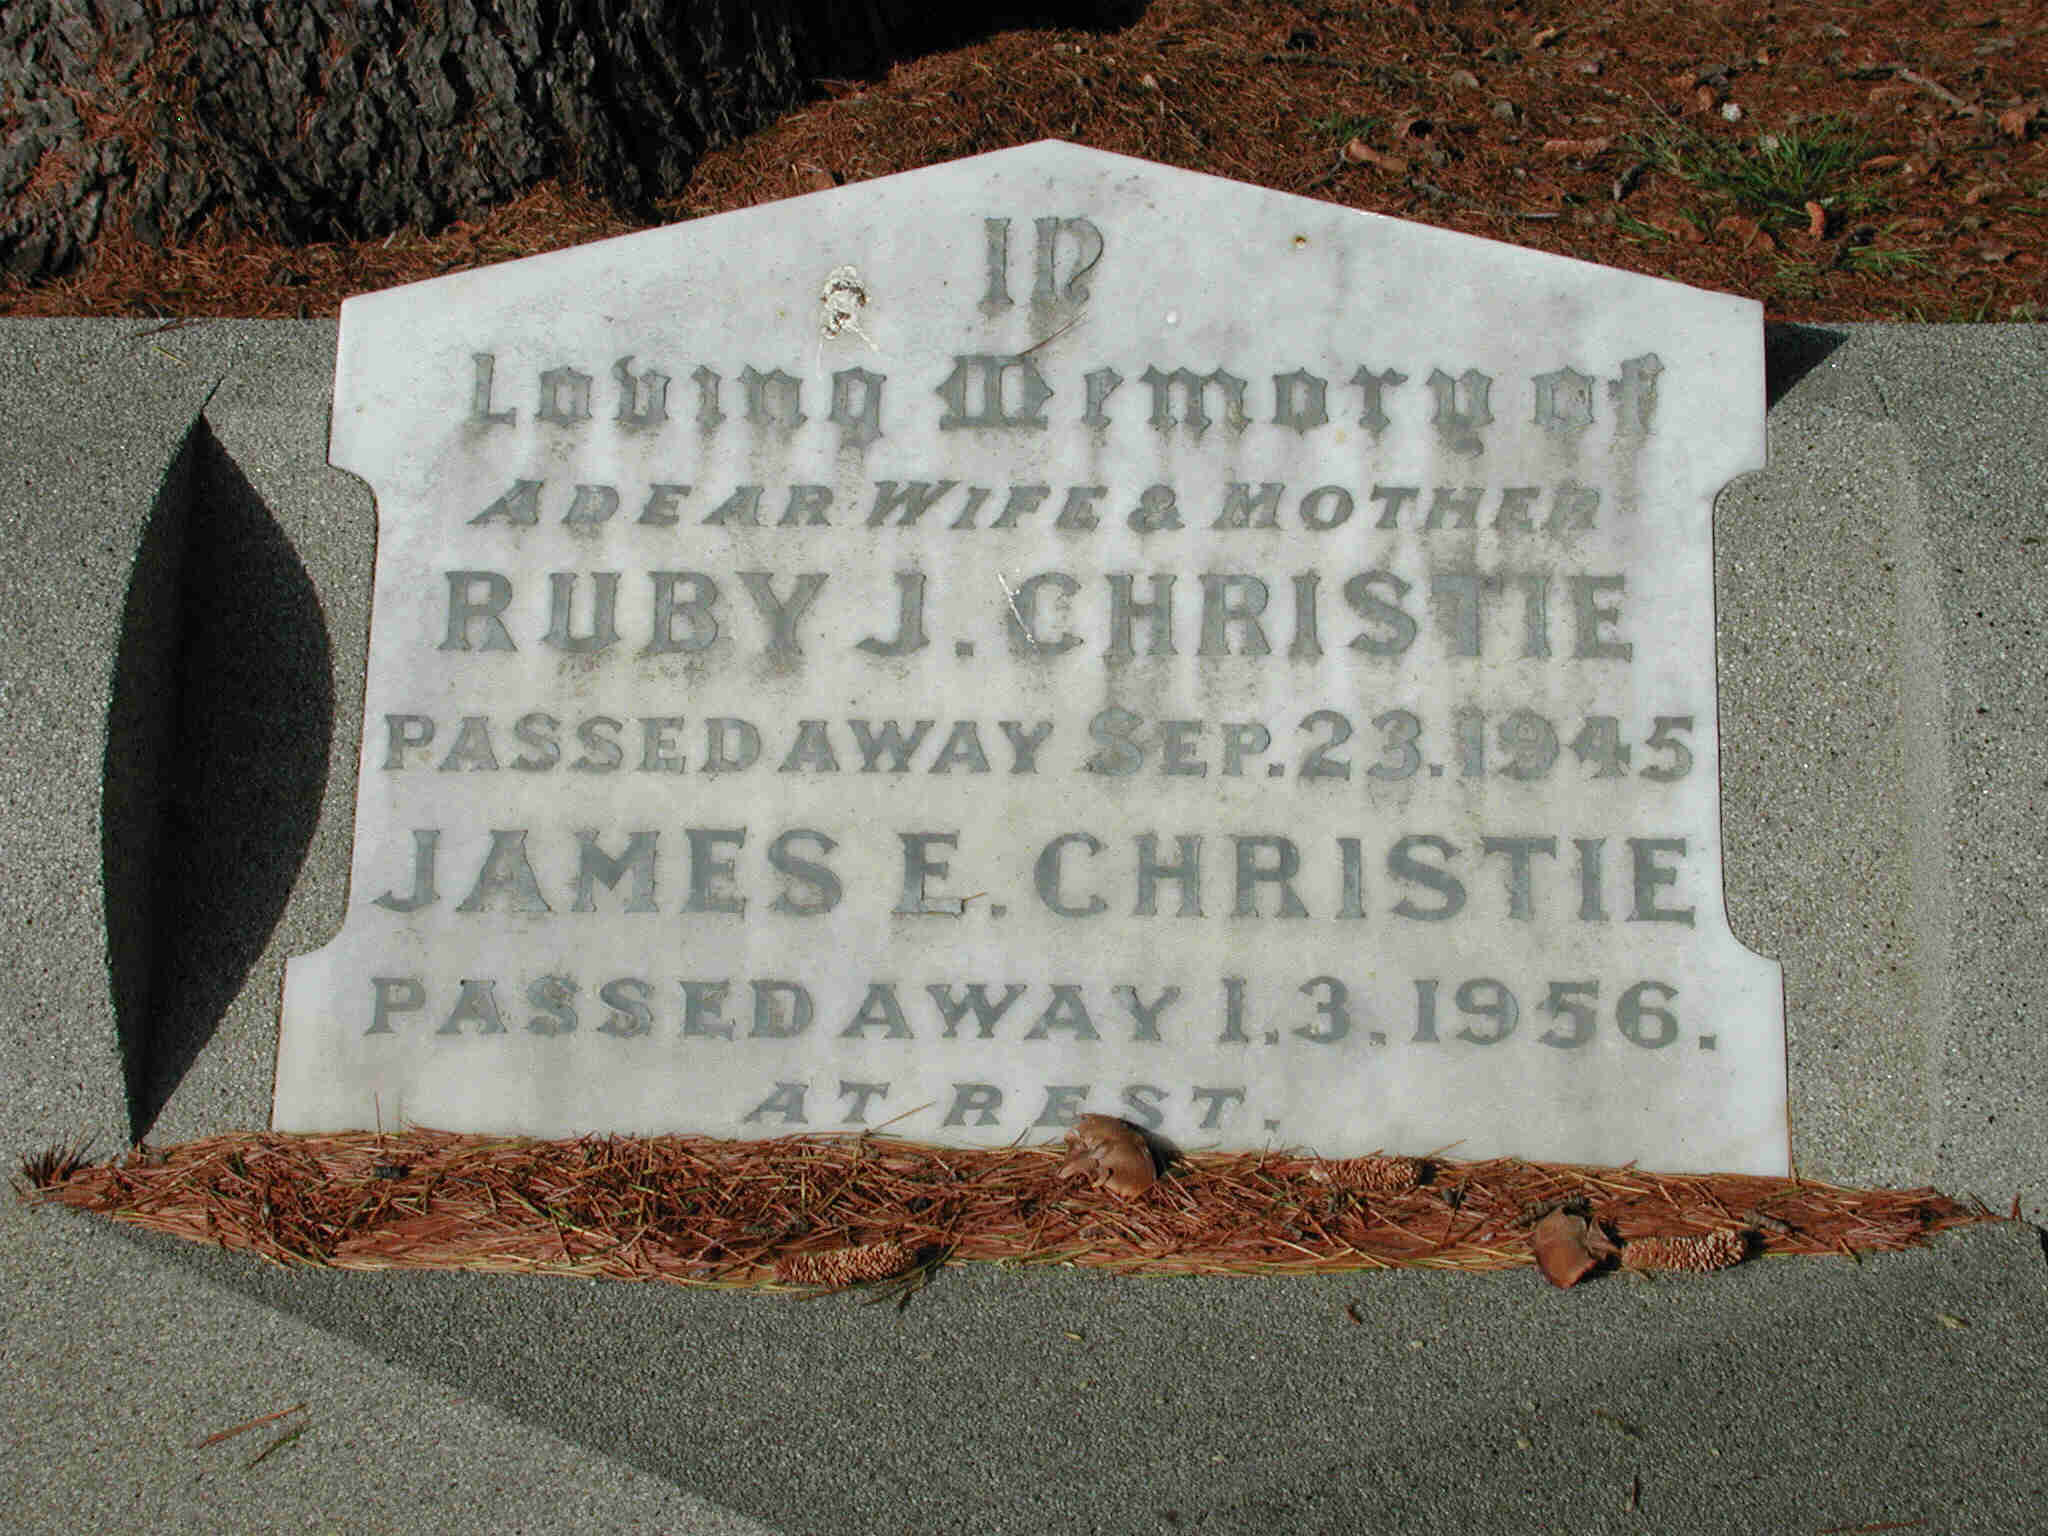 In
Loving Memory of
A DEAR WIFE & MOTHER
RUBY J. CHRISTIE
PASSED AWAY SEP. 23. 1945
JAMES E. CHRISTIE
PASSED AWAY 1. 3. 1956.
AT REST.